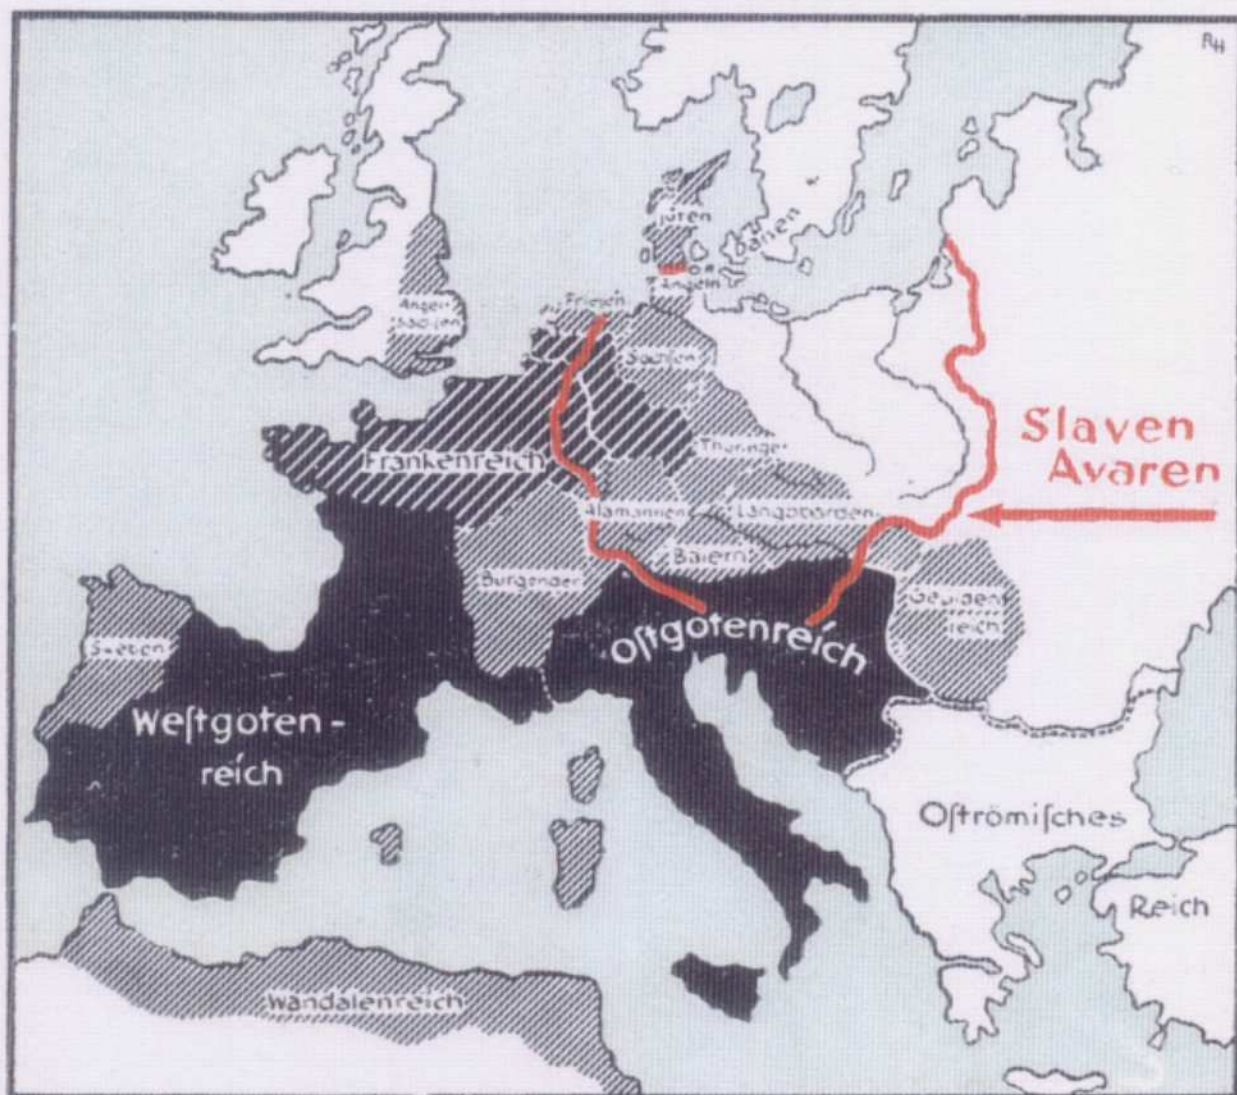 RH
Jüten
Dänen
Angeln
Friesen
Angel-
sachsen
Sachsen
Slaven
Avaren
Frankenreich
Thüringer
Alamannen
Langobarden
Baiern
Burgunder
Gepiden
reich
Oſtgotenreich
Sueben
Weſtgoten-
reich
Oſtrömiſches
Reich
Wandalenreich